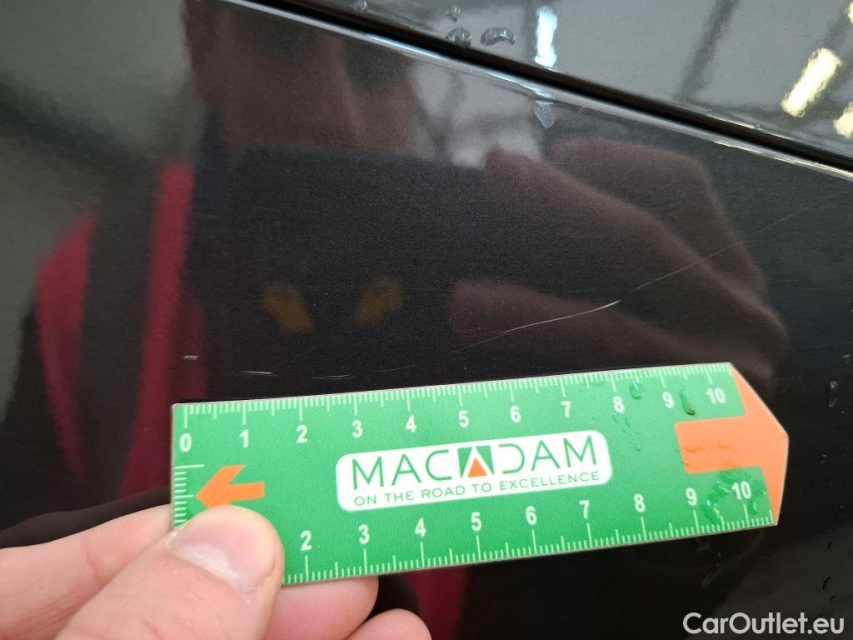 0 1 2 3 4 5 6 7 8 9 10
MACADAM
ON THE ROAD TO EXCELLENCE
2 3 4 5 6 7 8 9 10
CarOutlet.eu